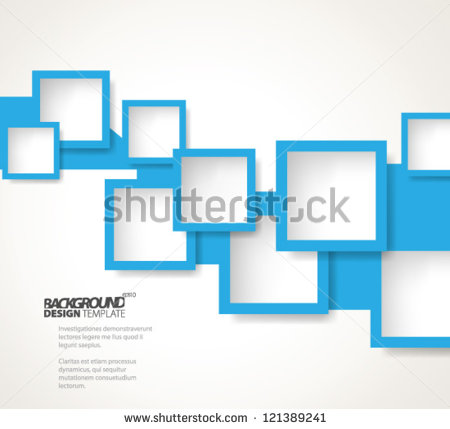 shutterstock
BACKGROUND
EPS10
DESIGN TEMPLATE
Investigationes demonstraverunt
lectores legere me lius quod ii
legunt saepius.
Claritas est etiam processus
dynamicus, qui sequitur
mutationem consuetudium
lectorum.
www.shutterstock.com · 121389241